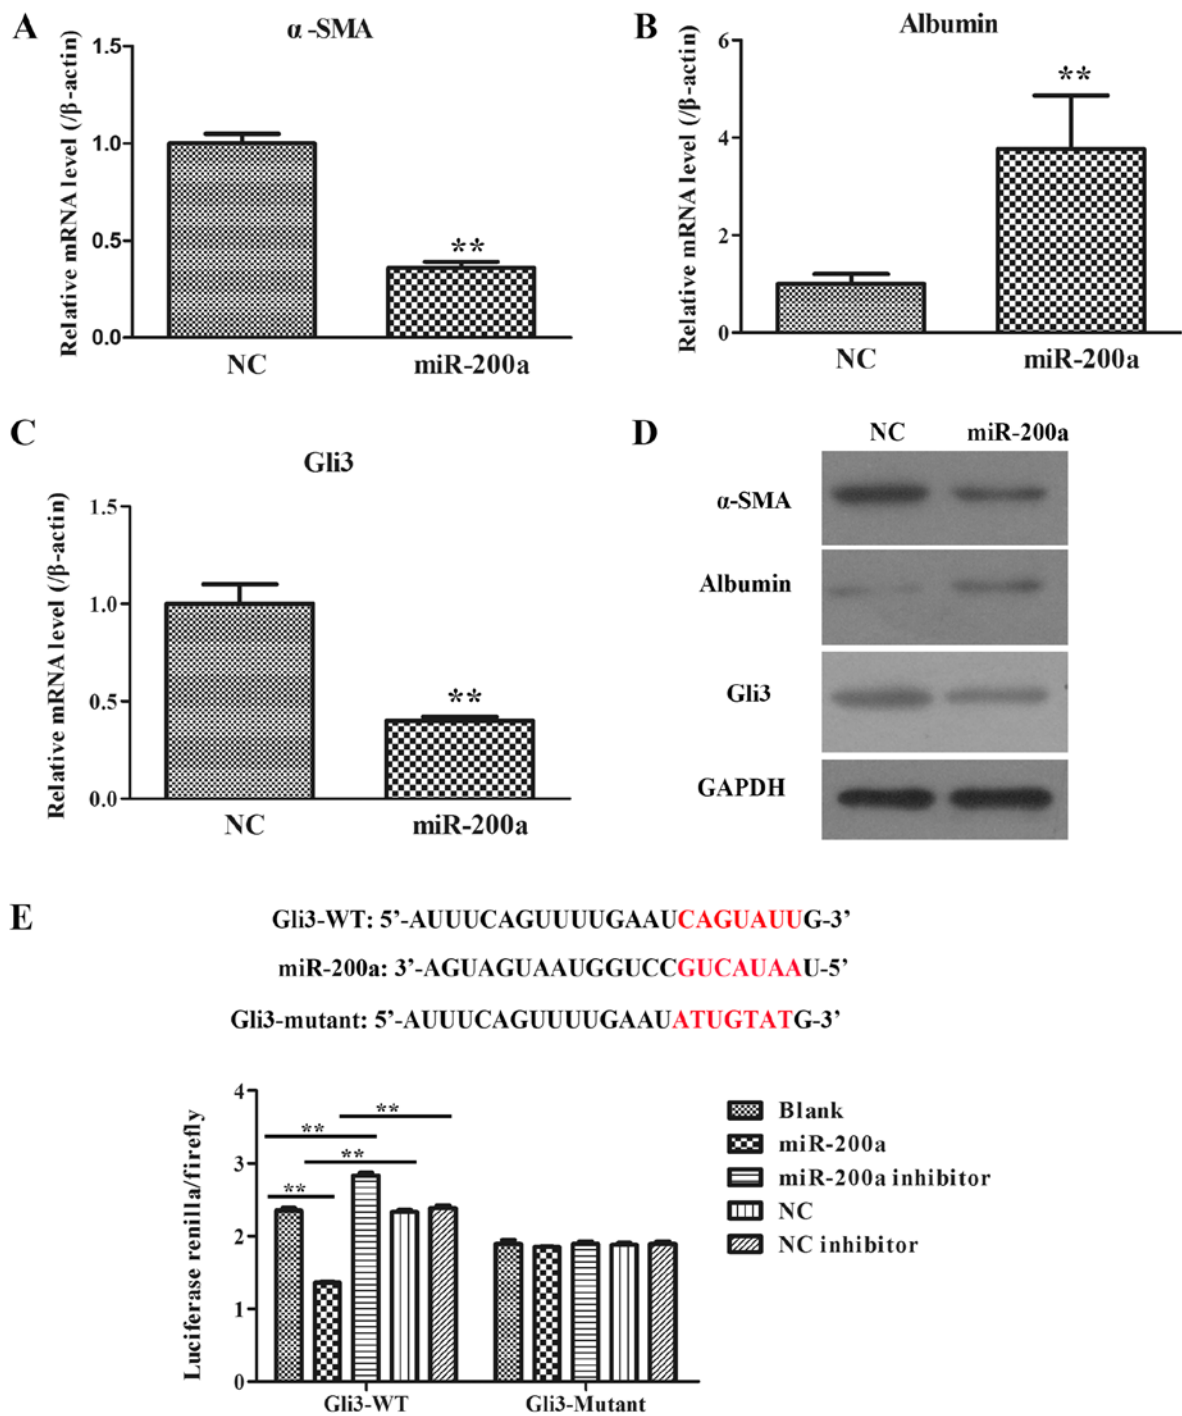 A
α -SMA
Relative mRNA level (/β-actin)
1.5
1.0
0.5
0.0
**
NC
miR-200a
B
Albumin
Relative mRNA level (/β-actin)
6
4
2
0
**
NC
miR-200a
C
Gli3
Relative mRNA level (/β-actin)
1.5
1.0
0.5
0.0
**
NC
miR-200a
D
NC miR-200a
α-SMA
Albumin
Gli3
GAPDH
E
Gli3-WT: 5’-AUUUCAGUUUUGAAUCAGUAUUG-3’
miR-200a: 3’-AGUAGUAAUGGUCCGUCAUAAU-5’
Gli3-mutant: 5’-AUUUCAGUUUUGAAUATUGTATG-3’
Luciferase renilla/firefly
4
3
2
1
0
**
**
**
**
Gli3-WT
Gli3-Mutant
Blank
miR-200a
miR-200a inhibitor
NC
NC inhibitor